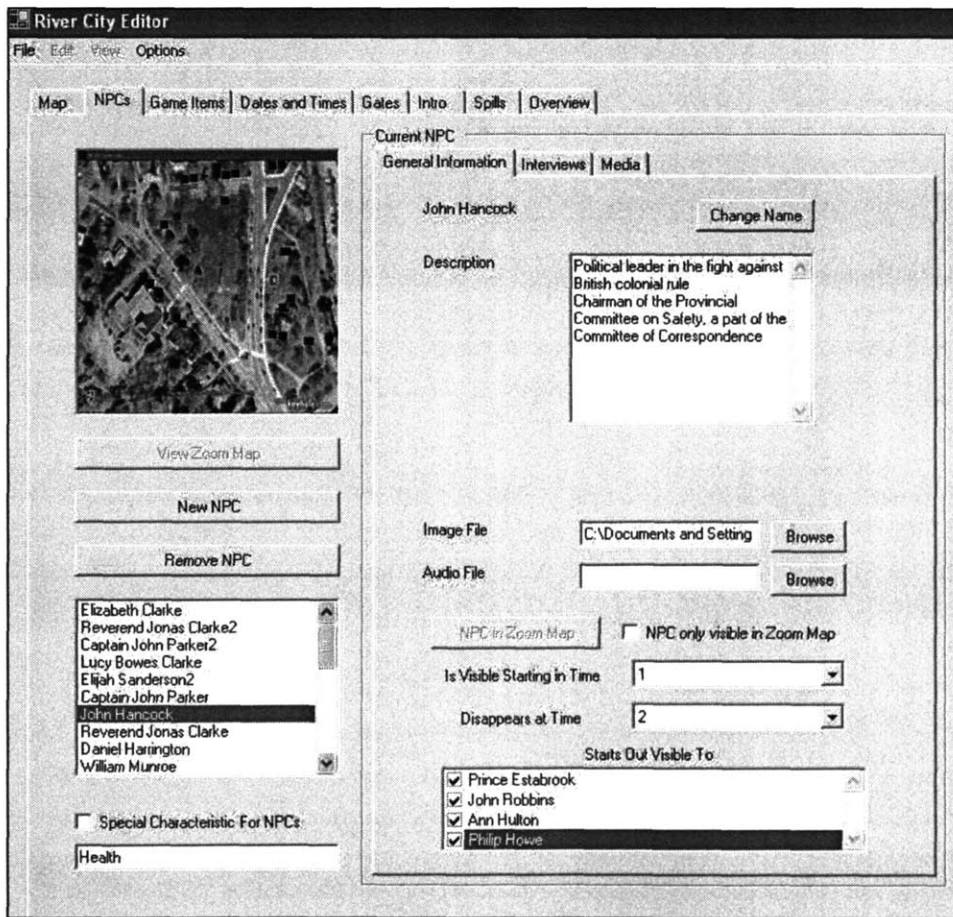 River City Editor
File Edit View Options
Map NPCs Game Items Dates and Times Gates Intro Spills Overview
Current NPC
General Information Interviews Media
John Hancock
Change Name
Description
Political leader in the fight against
British colonial rule
Chairman of the Provincial
Committee on Safety, a part of the
Committee of Correspondence
View Zoom Map
New NPC
Remove NPC
Image File C:\Documents and Setting Browse
Audio File Browse
Elizabeth Clarke
Reverend Jonas Clarke2
Captain John Parker2
Lucy Bowes Clarke
Elijah Sanderson2
Captain John Parker
John Hancock
Reverend Jonas Clarke
Daniel Harrington
William Munroe
NPC in Zoom Map NPC only visible in Zoom Map
Is Visible Starting in Time 1
Disappears at Time 2
Starts Out Visible To
Prince Estabrook
John Robbins
Ann Hulton
Philip Howe
Special Characteristic For NPCs
Health